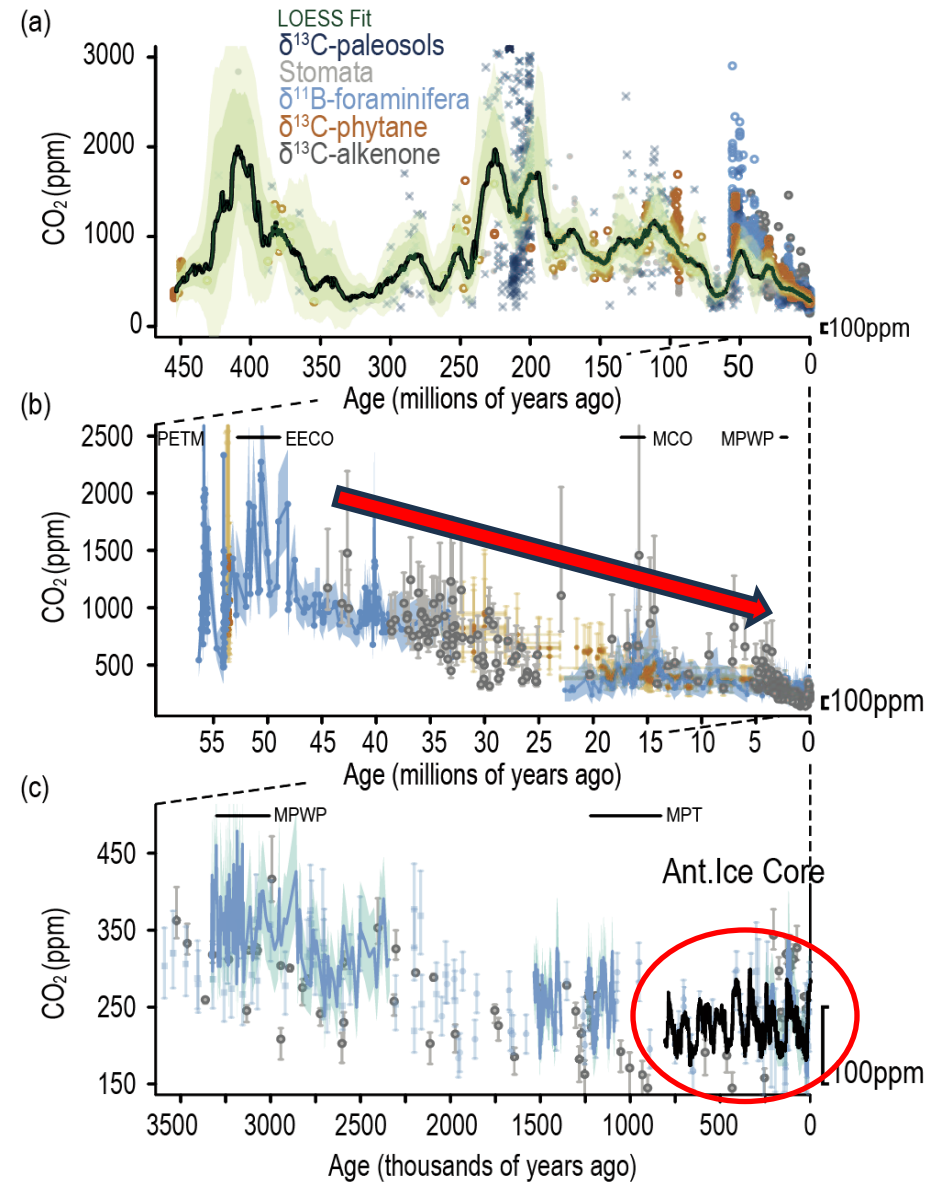 (a)
LOESS Fit
δ¹³C-paleosols
Stomata
δ¹¹B-foraminifera
δ¹³C-phytane
δ¹³C-alkenone
3000
2000
1000
0
CO₂ (ppm)
100ppm
450 400 350 300 250 200 150 100 50 0
Age (millions of years ago)
(b)
PETM EECO MCO MPWP
2500
2000
1500
1000
500
CO₂ (ppm)
100ppm
55 50 45 40 35 30 25 20 15 10 5 0
Age (millions of years ago)
(c)
MPWP MPT
Ant.Ice Core
450
350
250
150
CO₂ (ppm)
100ppm
3500 3000 2500 2000 1500 1000 500 0
Age (thousands of years ago)